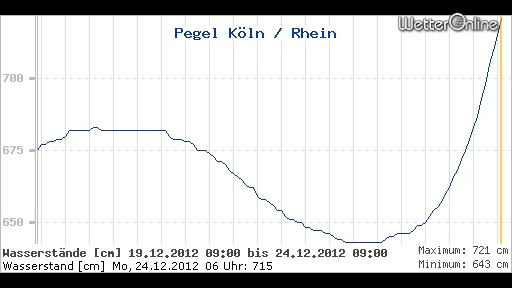 WetterOnline
Pegel Köln / Rhein
700
675
650
Wasserstände [cm] 19.12.2012 09:00 bis 24.12.2012 09:00
Maximum: 721 cm
Wasserstand [cm] Mo, 24.12.2012 06 Uhr: 715
Minimum: 643 cm